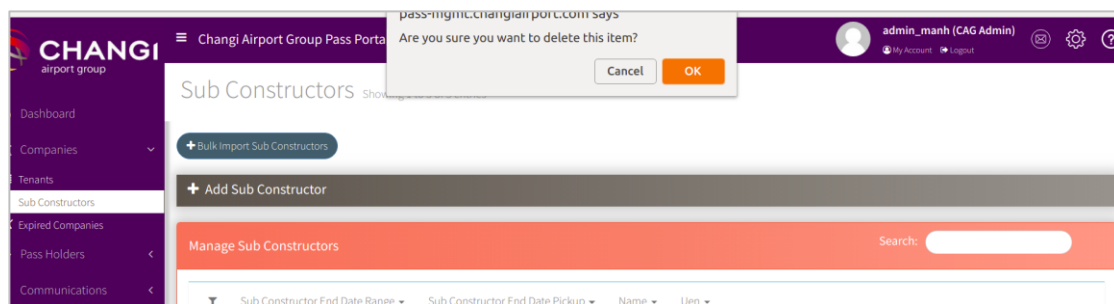 pass-mgmt.changiairport.com says
Are you sure you want to delete this item?
Cancel OK
CHANGI
airport group
Changi Airport Group Pass Porta
admin_manh (CAG Admin)
My Account Logout
Sub Constructors Showing
Dashboard
Companies
Tenants
Sub Constructors
Expired Companies
Pass Holders
Communications
Bulk Import Sub Constructors
Add Sub Constructor
Manage Sub Constructors
Search:
Sub Constructor End Date Range Sub Constructor End Date Pickup Name Uen